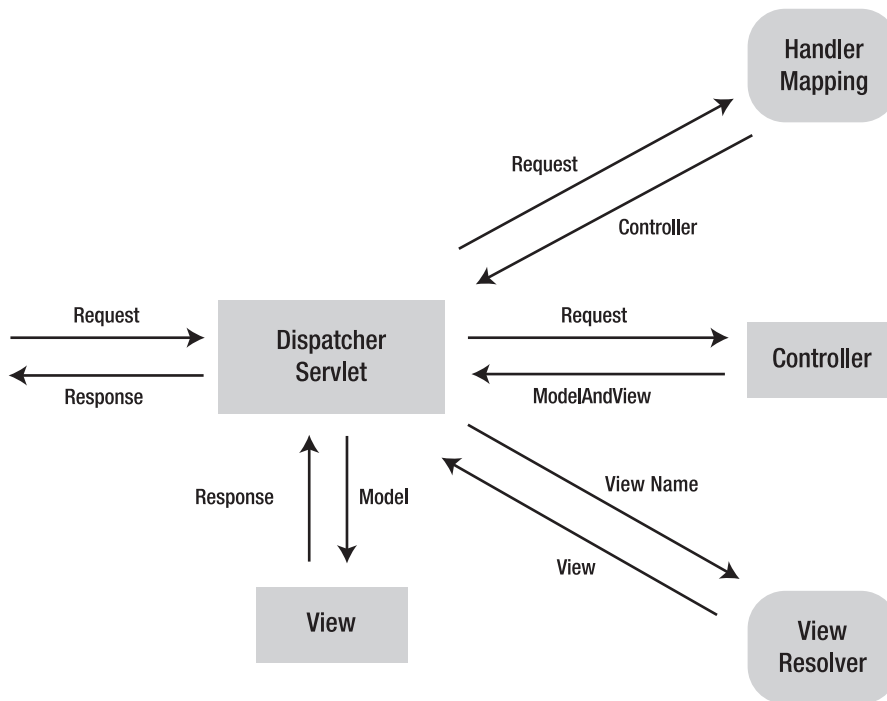 Handler
Mapping
Request
Controller
Request
Response
Dispatcher
Servlet
Request
ModelAndView
Controller
Response
Model
View Name
View
View
View
Resolver